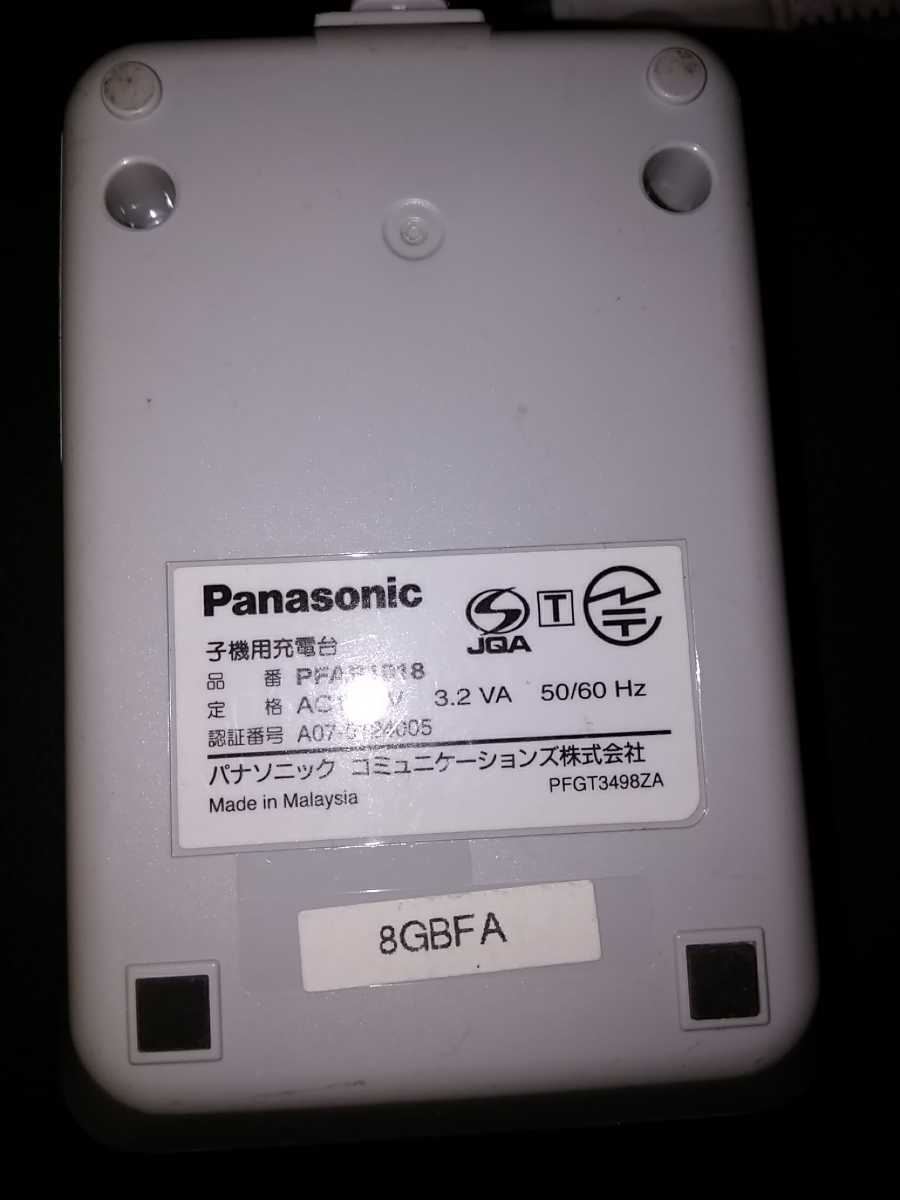 Panasonic
JQA
T
子機用充電台
品 番
定 格 3.2 VA 50/60 Hz
認証番号
パナソニック コミュニケーションズ株式会社
Made in Malaysia PFGT3498ZA
8GBFA